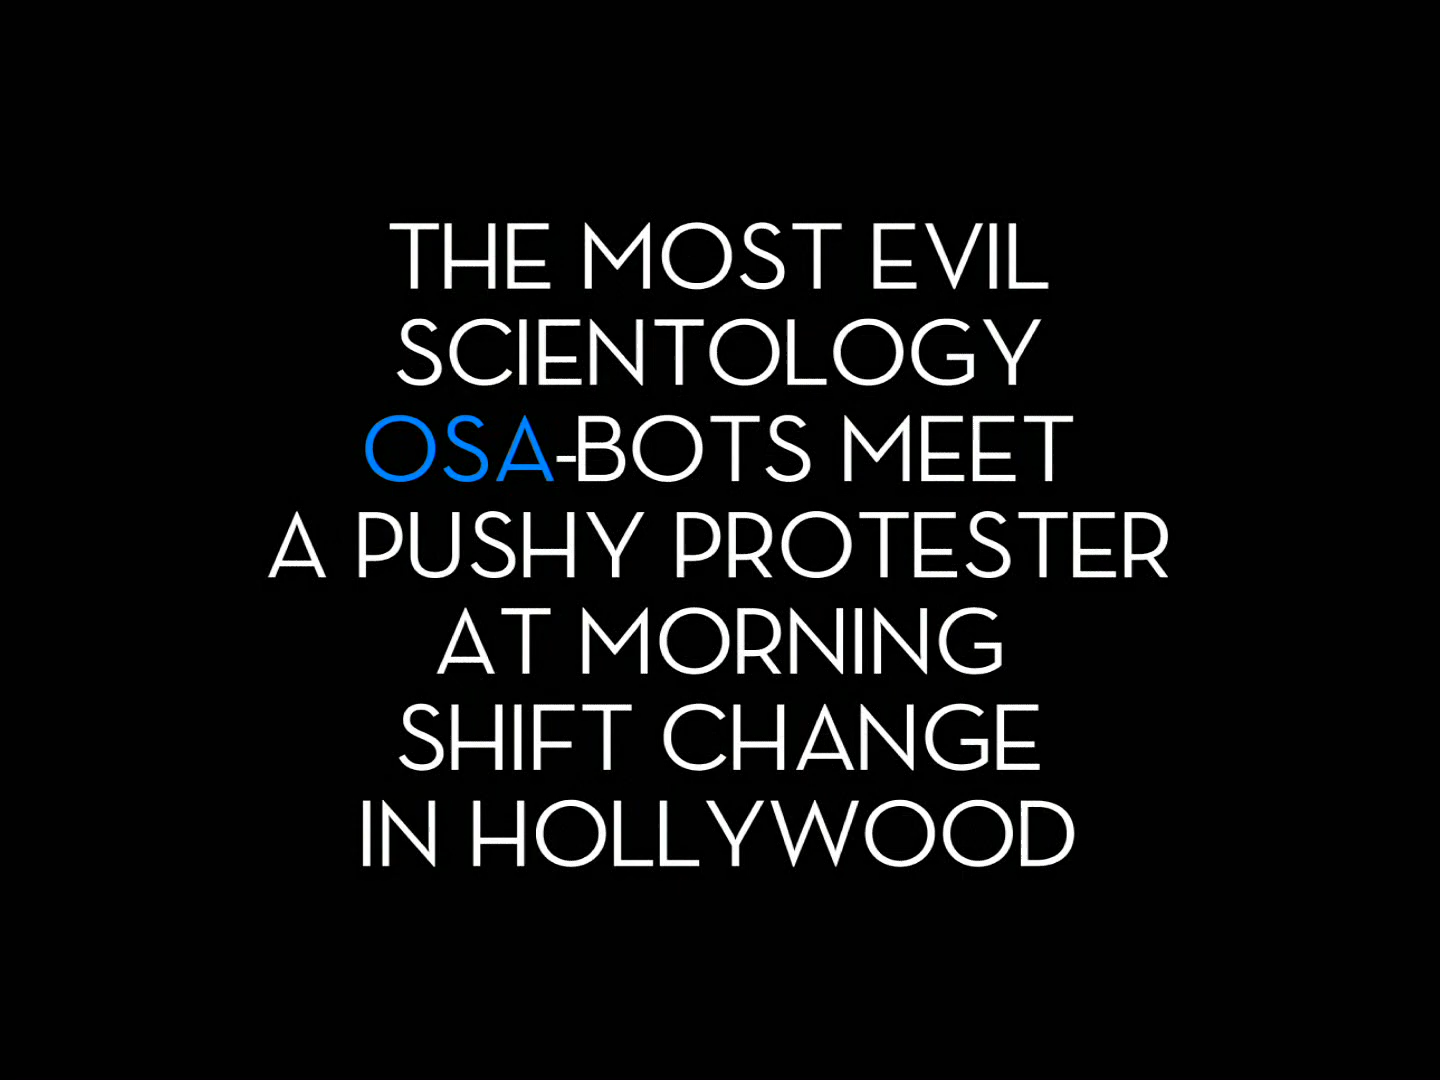 THE MOST EVIL
SCIENTOLOGY
OSA-BOTS MEET
A PUSHY PROTESTER
AT MORNING
SHIFT CHANGE
IN HOLLYWOOD